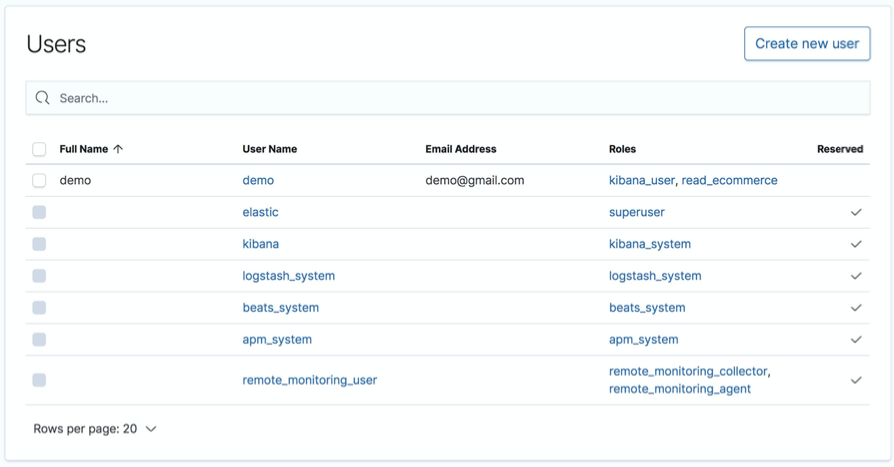 Users
Create new user
Search...
Full Name User Name Email Address Roles Reserved
demo demo demo@gmail.com kibana_user, read_ecommerce
elastic superuser
kibana kibana_system
logstash_system logstash_system
beats_system beats_system
apm_system apm_system
remote_monitoring_user remote_monitoring_collector,
remote_monitoring_agent
Rows per page: 20